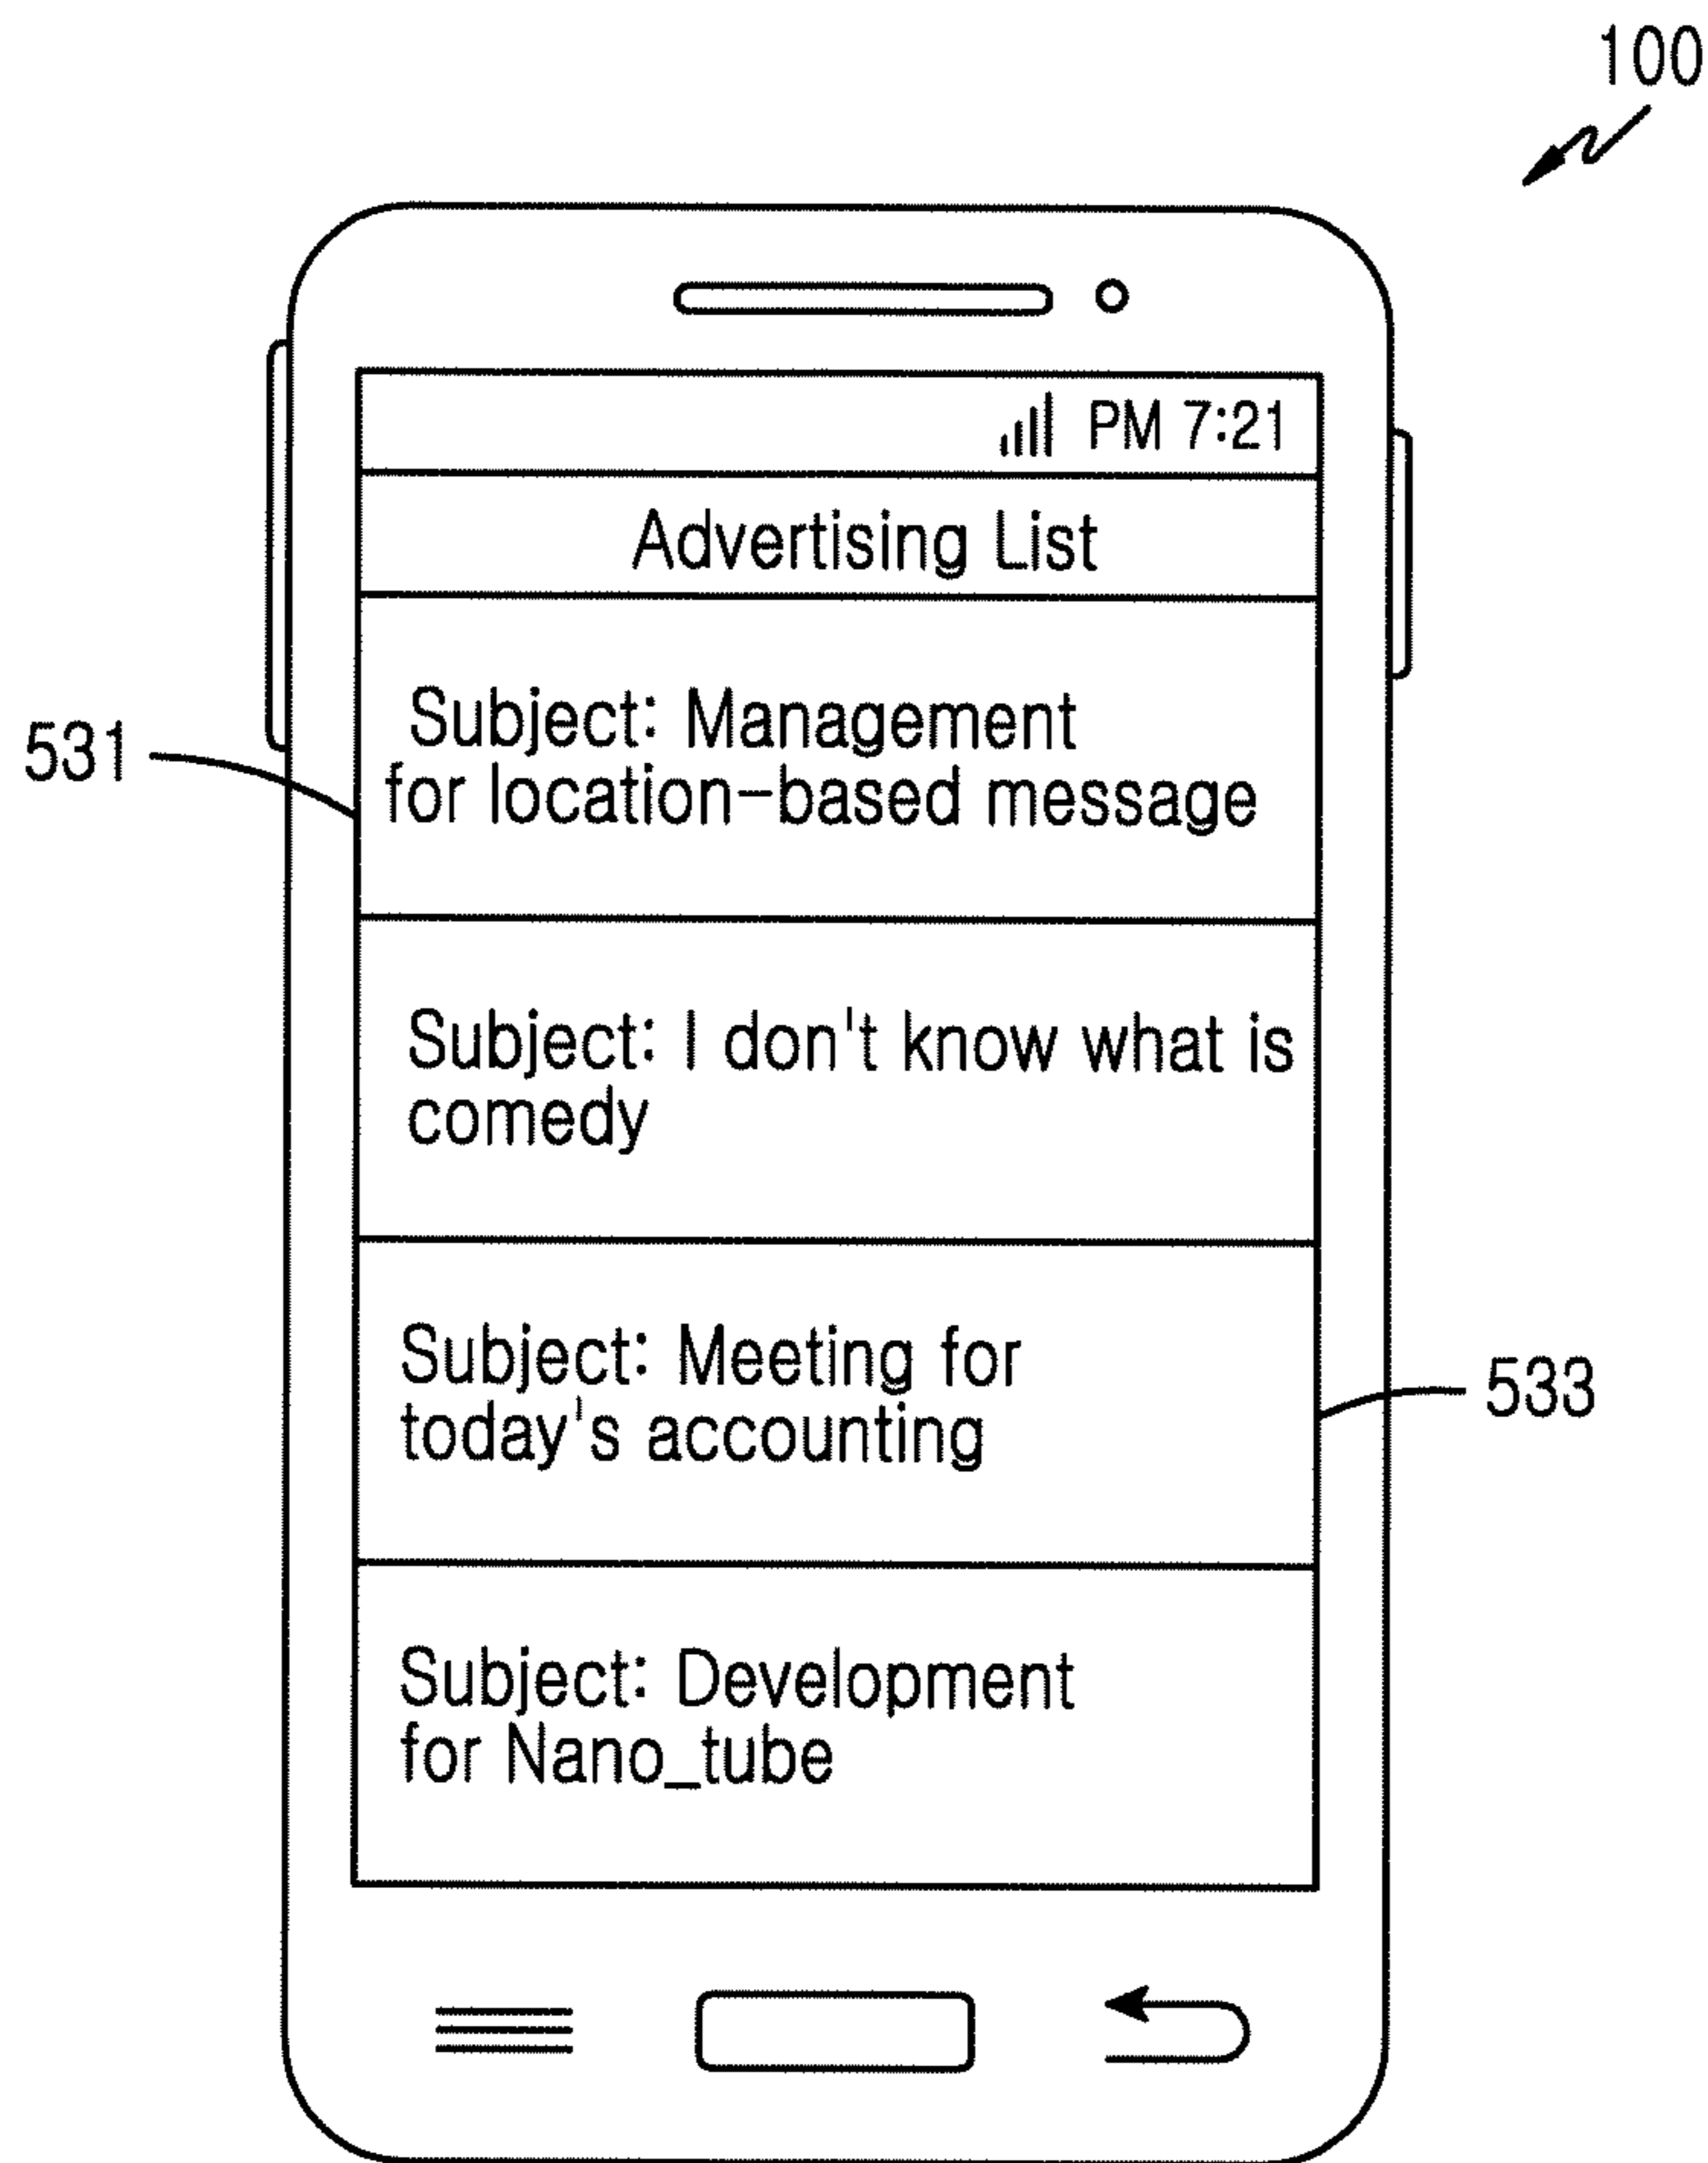 100
PM 7:21
Advertising List
Subject: Management
for location-based message
531
Subject: I don't know what is
comedy
Subject: Meeting for
today's accounting
533
Subject: Development
for Nano_tube